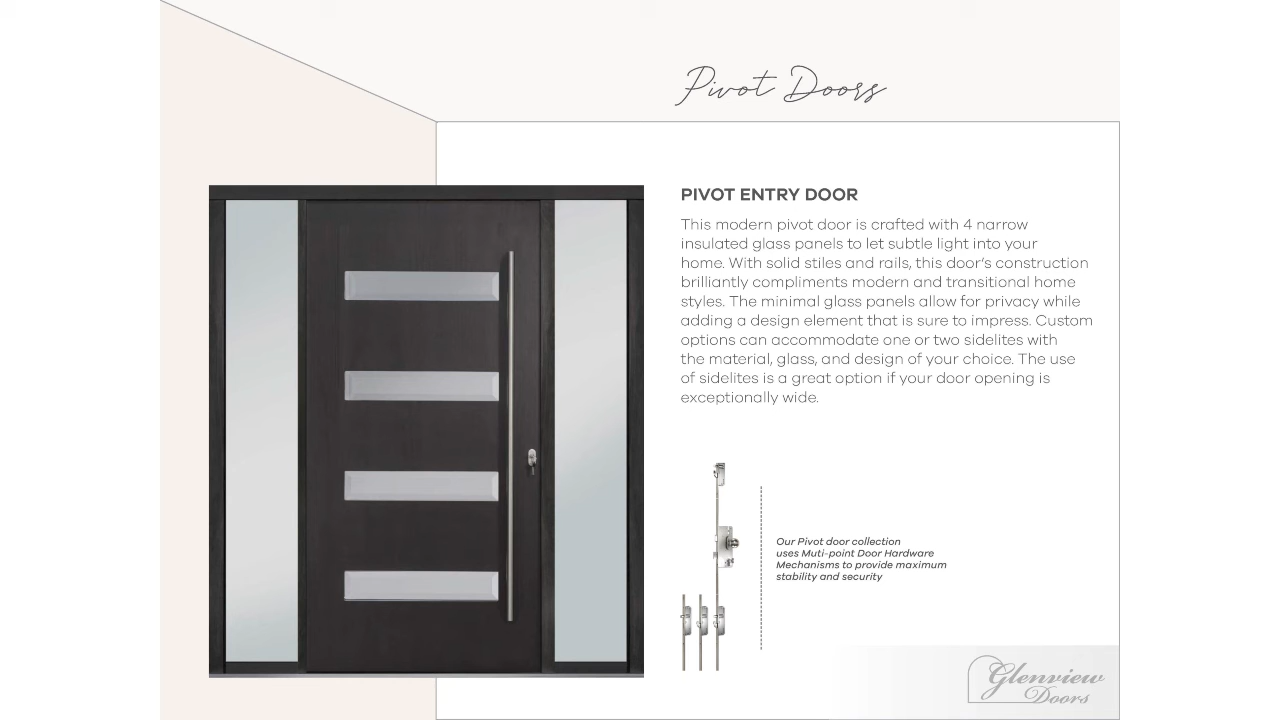 Pivot Doors
PIVOT ENTRY DOOR
This modern pivot door is crafted with 4 narrow
insulated glass panels to let subtle light into your
home. With solid stiles and rails, this door's construction
brilliantly compliments modern and transitional home
styles. The minimal glass panels allow for privacy while
adding a design element that is sure to impress. Custom
options can accommodate one or two sidelites with
the material, glass, and design of your choice. The use
of sidelites is a great option if your door opening is
exceptionally wide.
Our Pivot door collection
uses Muti-point Door Hardware
Mechanisms to provide maximum
stability and security
Glenview
Doors